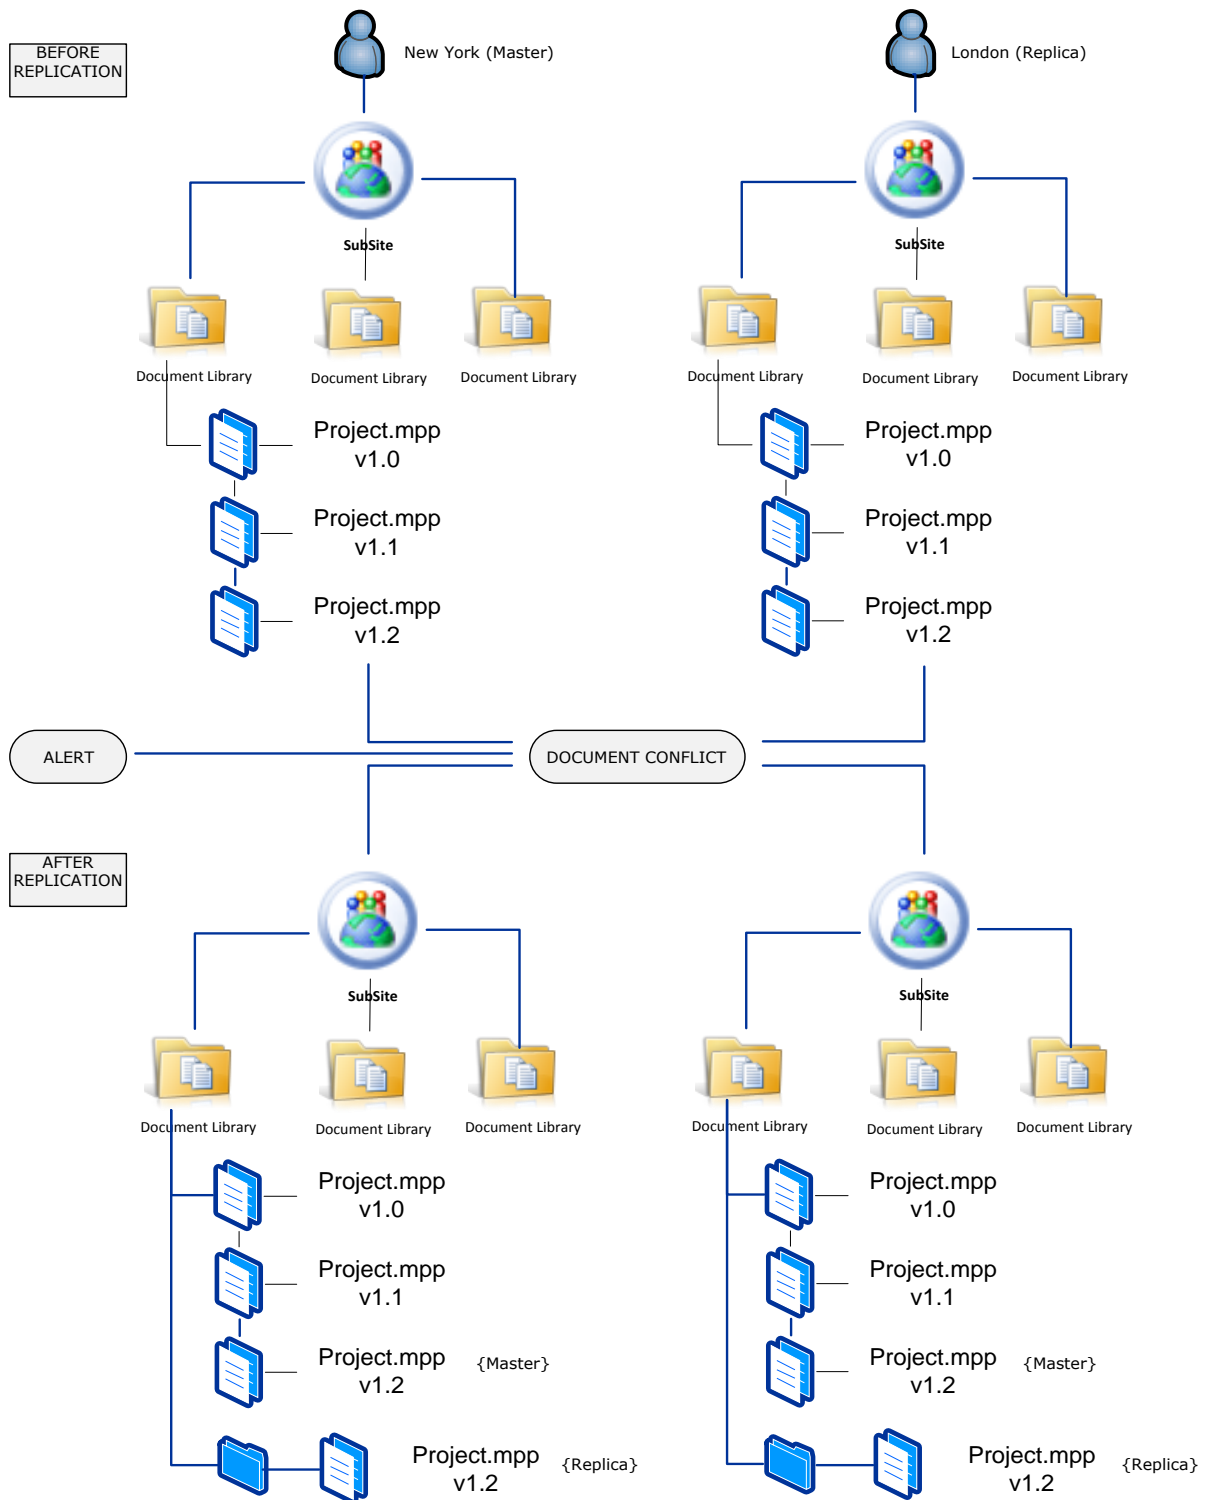 BEFORE
REPLICATION
New York (Master)
London (Replica)
SubSite
SubSite
Document Library
Document Library
Document Library
Document Library
Document Library
Document Library
Project.mpp
v1.0
Project.mpp
v1.0
Project.mpp
v1.1
Project.mpp
v1.1
Project.mpp
v1.2
Project.mpp
v1.2
ALERT
DOCUMENT CONFLICT
AFTER
REPLICATION
SubSite
SubSite
Document Library
Document Library
Document Library
Document Library
Document Library
Document Library
Project.mpp
v1.0
Project.mpp
v1.0
Project.mpp
v1.1
Project.mpp
v1.1
Project.mpp
v1.2
{Master}
Project.mpp
v1.2
{Master}
Project.mpp
v1.2
{Replica}
Project.mpp
v1.2
{Replica}